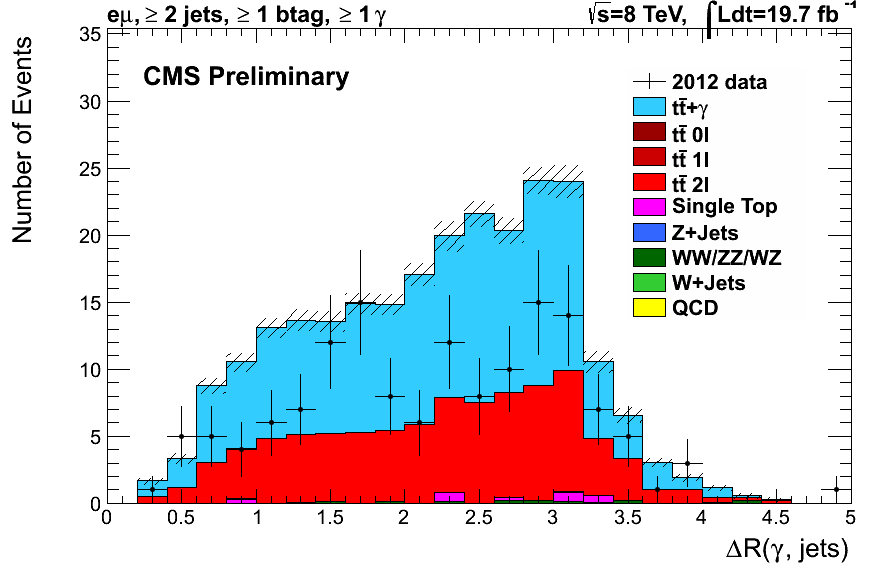 eμ, ≥ 2 jets, ≥ 1 btag, ≥ 1 γ √s=8 TeV, ∫Ldt=19.7 fb⁻¹
CMS Preliminary
2012 data
tt̄+γ
tt̄ 0l
tt̄ 1l
tt̄ 2l
Single Top
Z+Jets
WW/ZZ/WZ
W+Jets
QCD
Number of Events
35
30
25
20
15
10
5
0
0 0.5 1 1.5 2 2.5 3 3.5 4 4.5 5
ΔR(γ, jets)